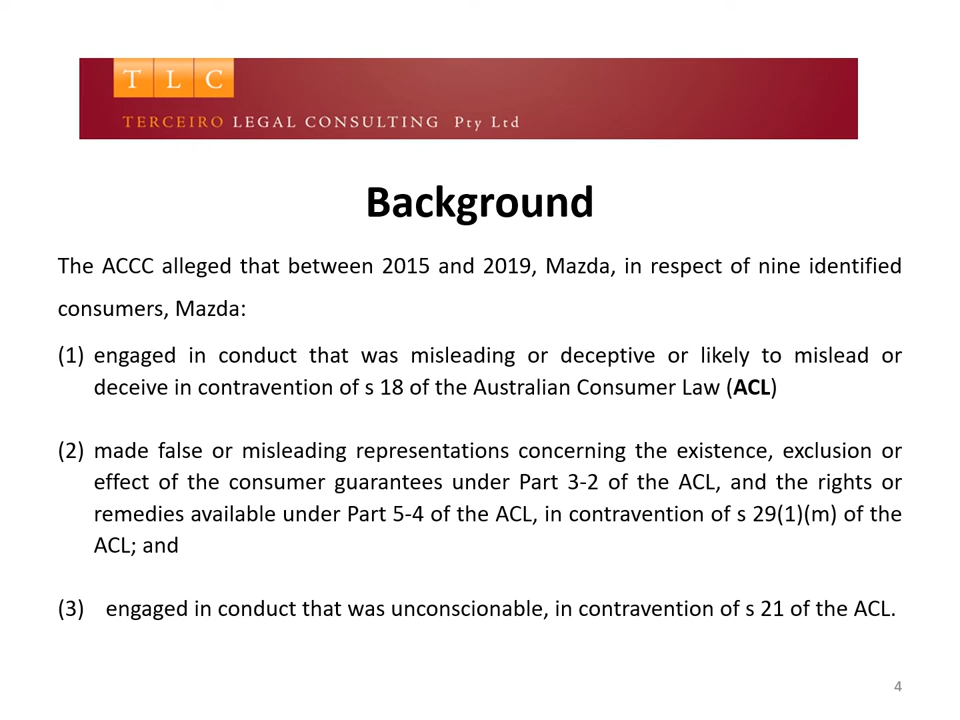 T L C
TERCEIRO LEGAL CONSULTING Pty Ltd
Background
The ACCC alleged that between 2015 and 2019, Mazda, in respect of nine identified
consumers, Mazda:
(1) engaged in conduct that was misleading or deceptive or likely to mislead or
deceive in contravention of s 18 of the Australian Consumer Law (ACL)
(2) made false or misleading representations concerning the existence, exclusion or
effect of the consumer guarantees under Part 3-2 of the ACL, and the rights or
remedies available under Part 5-4 of the ACL, in contravention of s 29(1)(m) of the
ACL; and
(3) engaged in conduct that was unconscionable, in contravention of s 21 of the ACL.
4